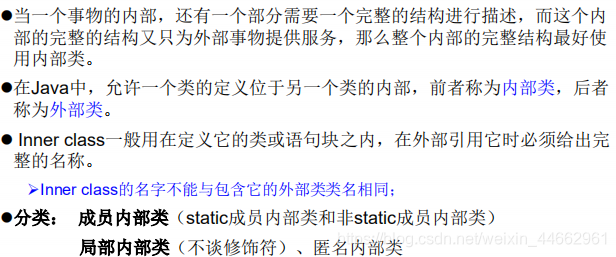 ●当一个事物的内部，还有一个部分需要一个完整的结构进行描述，而这个内
部的完整的结构又只为外部事物提供服务，那么整个内部的完整结构最好使
用内部类。
●在Java中，允许一个类的定义位于另一个类的内部，前者称为内部类，后者
称为外部类。
● Inner class一般用在定义它的类或语句块之内，在外部引用它时必须给出完
整的名称。
➢Inner class的名字不能与包含它的外部类类名相同；
●分类： 成员内部类（static成员内部类和非static成员内部类）
局部内部类（不谈修饰符）、匿名内部类
https://blog.csdn.net/weixin_44662961